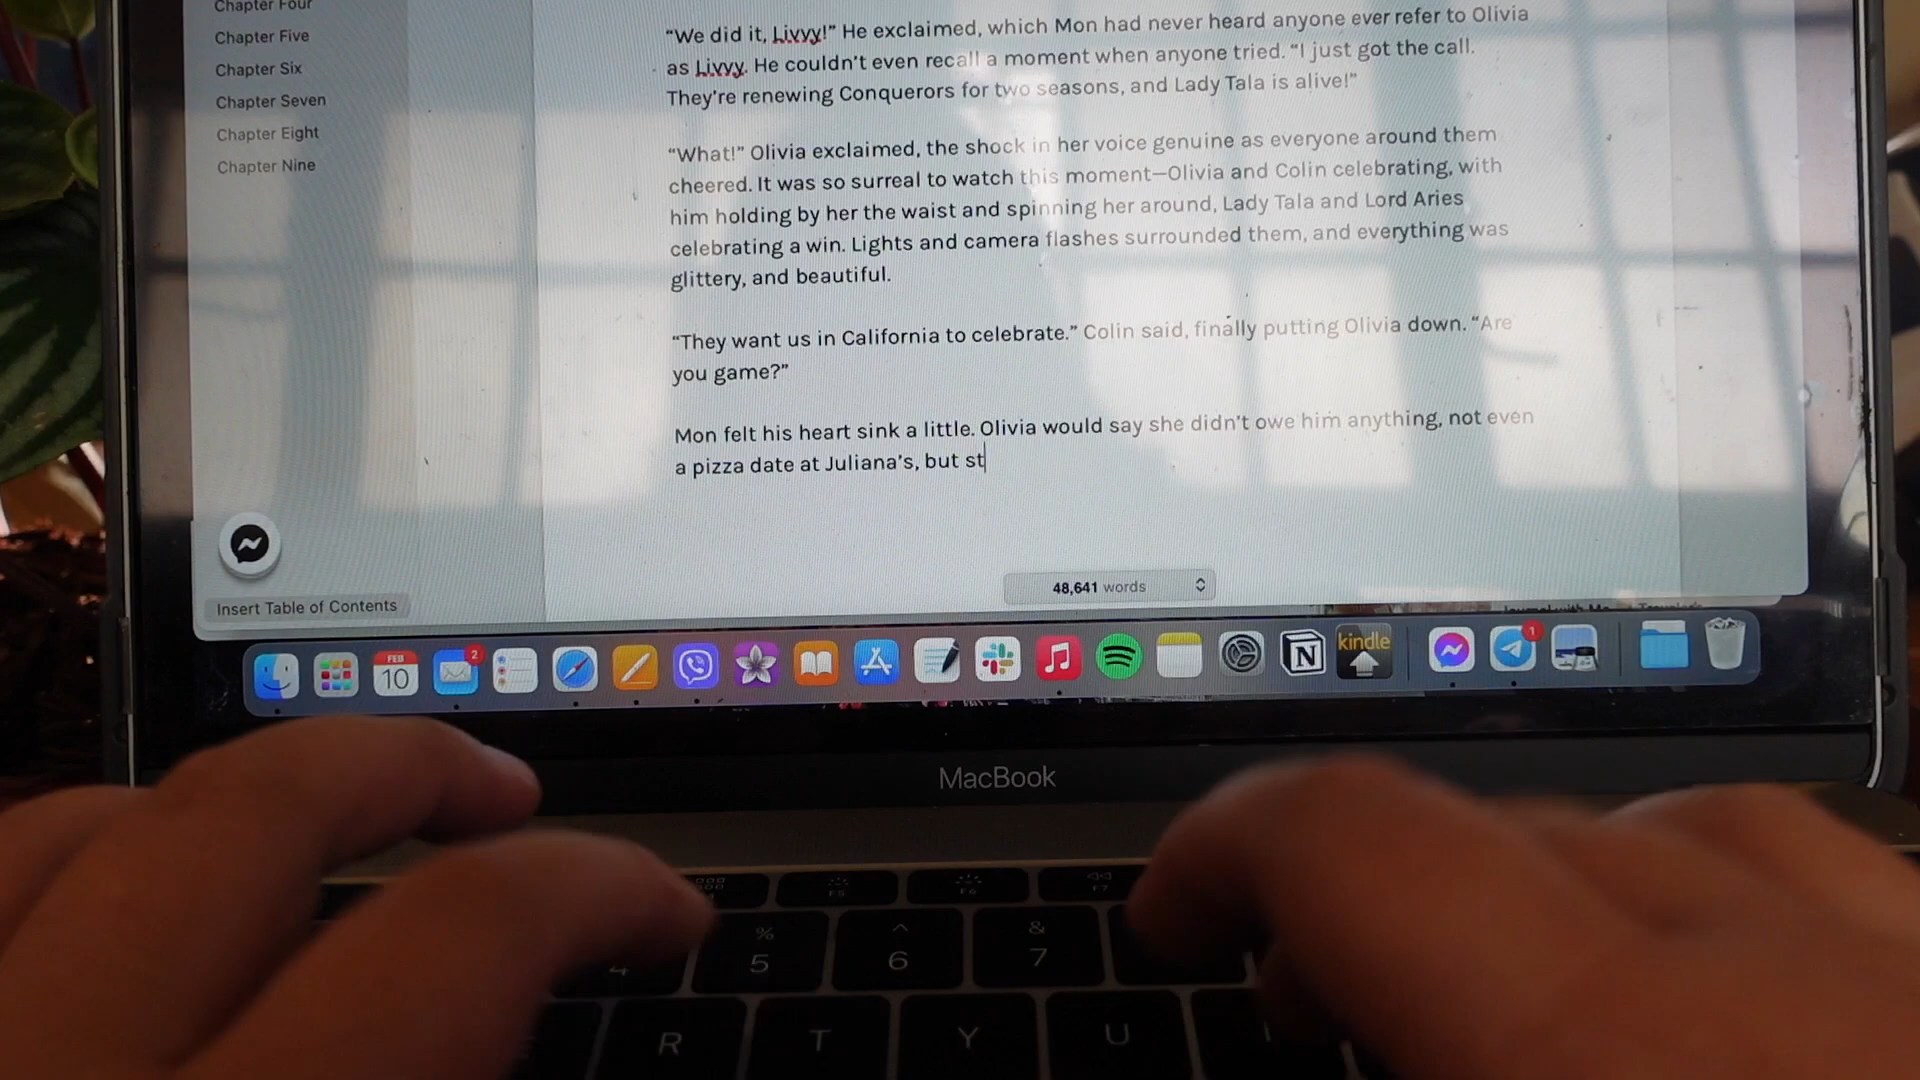 Chapter Four
Chapter Five
Chapter Six
Chapter Seven
Chapter Eight
Chapter Nine
“We did it, Livvy!” He exclaimed, which Mon had never heard anyone ever refer to Olivia
as Livvy. He couldn’t even recall a moment when anyone tried. “I just got the call.
They’re renewing Conquerors for two seasons, and Lady Tala is alive!”
“What!” Olivia exclaimed, the shock in her voice genuine as everyone around them
cheered. It was so surreal to watch this moment—Olivia and Colin celebrating, with
him holding by her the waist and spinning her around, Lady Tala and Lord Aries
celebrating a win. Lights and camera flashes surrounded them, and everything was
glittery, and beautiful.
“They want us in California to celebrate.” Colin said, finally putting Olivia down. “Are
you game?”
Mon felt his heart sink a little. Olivia would say she didn’t owe him anything, not even
a pizza date at Juliana’s, but st
48,641 words
Insert Table of Contents
FEB
10
2
kindle
1
MacBook
F5
F6
F7
%
5
^
6
&
7
4
R
T
Y
U